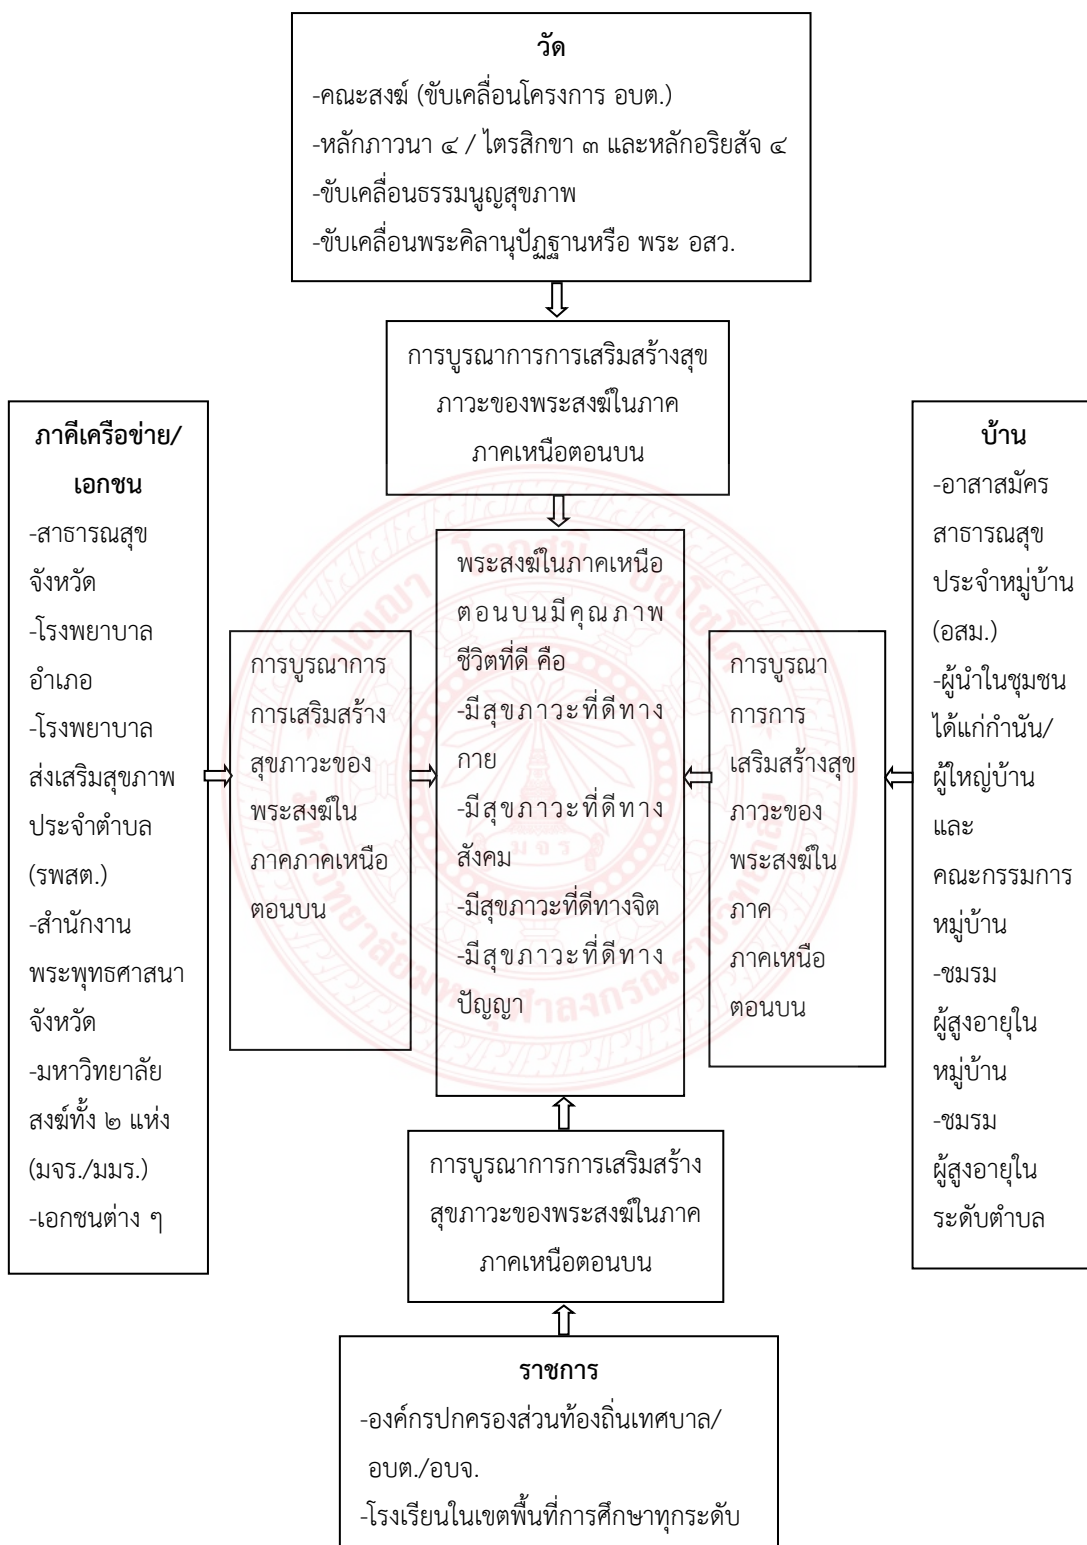 วัด
-คณะสงฆ์ (ขับเคลื่อนโครงการ อบต.)
-หลักภาวนา ๔ / ไตรสิกขา ๓ และหลักอริยสัจ ๔
-ขับเคลื่อนธรรมนูญสุขภาพ
-ขับเคลื่อนพระคิลานุปัฏฐานหรือ พระ อสว.
การบูรณาการการเสริมสร้างสุข
ภาวะของพระสงฆ์ในภาค
ภาคเหนือตอนบน
ภาคีเครือข่าย/
เอกชน
-สาธารณสุข
จังหวัด
-โรงพยาบาล
อำเภอ
-โรงพยาบาล
ส่งเสริมสุขภาพ
ประจำตำบล
(รพสต.)
-สำนักงาน
พระพุทธศาสนา
จังหวัด
-มหาวิทยาลัย
สงฆ์ทั้ง ๒ แห่ง
(มจร./มมร.)
-เอกชนต่าง ๆ
การบูรณาการ
การเสริมสร้าง
สุขภาวะของ
พระสงฆ์ใน
ภาคภาคเหนือ
ตอนบน
พระสงฆ์ในภาคเหนือ
ตอนบนมีคุณภาพ
ชีวิตที่ดี คือ
-มีสุขภาวะที่ดีทาง
กาย
-มีสุขภาวะที่ดีทาง
สังคม
-มีสุขภาวะที่ดีทางจิต
-มีสุขภาวะที่ดีทาง
ปัญญา
การบูรณา
การการ
เสริมสร้างสุข
ภาวะของ
พระสงฆ์ใน
ภาค
ภาคเหนือ
ตอนบน
บ้าน
-อาสาสมัคร
สาธารณสุข
ประจำหมู่บ้าน
(อสม.)
-ผู้นำในชุมชน
ได้แก่กำนัน/
ผู้ใหญ่บ้าน
และ
คณะกรรมการ
หมู่บ้าน
-ชมรม
ผู้สูงอายุใน
หมู่บ้าน
-ชมรม
ผู้สูงอายุใน
ระดับตำบล
การบูรณาการการเสริมสร้าง
สุขภาวะของพระสงฆ์ในภาค
ภาคเหนือตอนบน
ราชการ
-องค์กรปกครองส่วนท้องถิ่นเทศบาล/
อบต./อบจ.
-โรงเรียนในเขตพื้นที่การศึกษาทุกระดับ